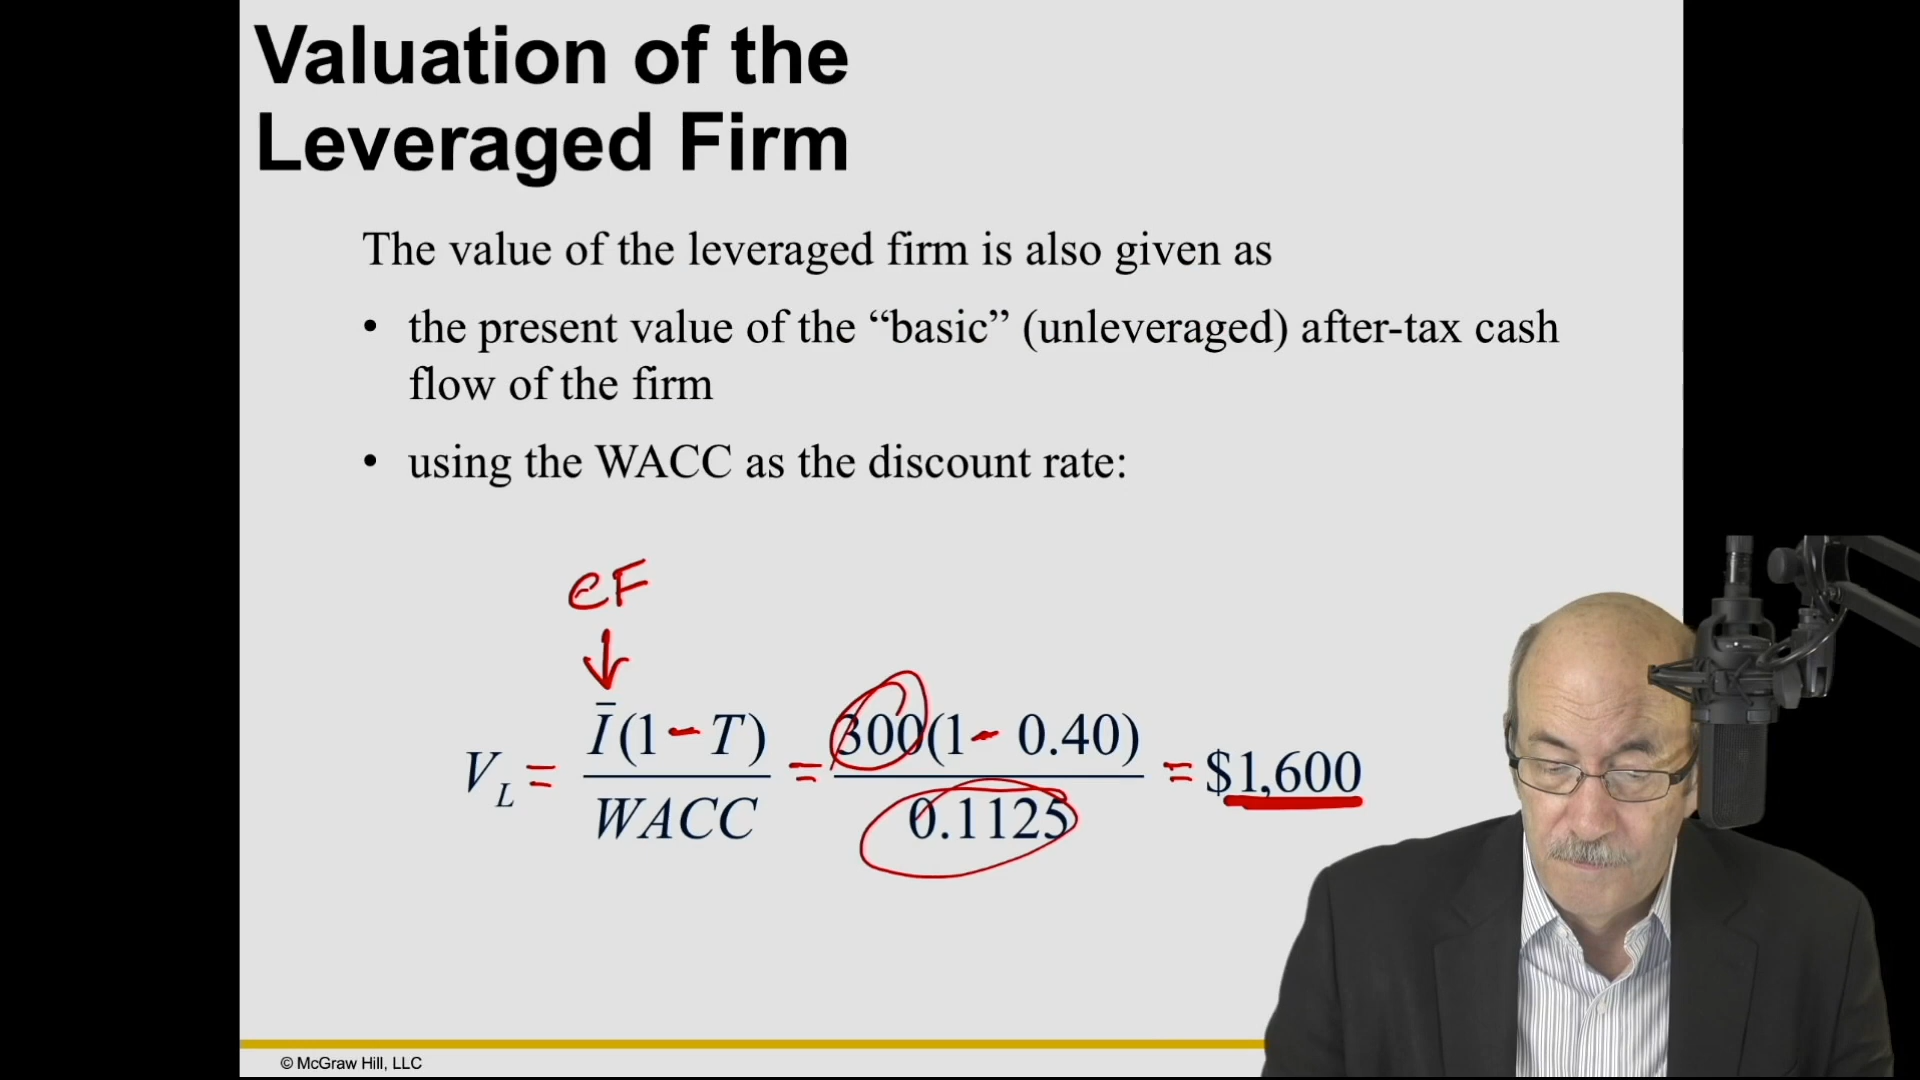 Valuation of the
Leveraged Firm
The value of the leveraged firm is also given as
• the present value of the “basic” (unleveraged) after-tax cash
flow of the firm
• using the WACC as the discount rate:
CF
↓
V_L = Ī(1 - T) / WACC = 300(1 - 0.40) / 0.1125 = $1,600
© McGraw Hill, LLC